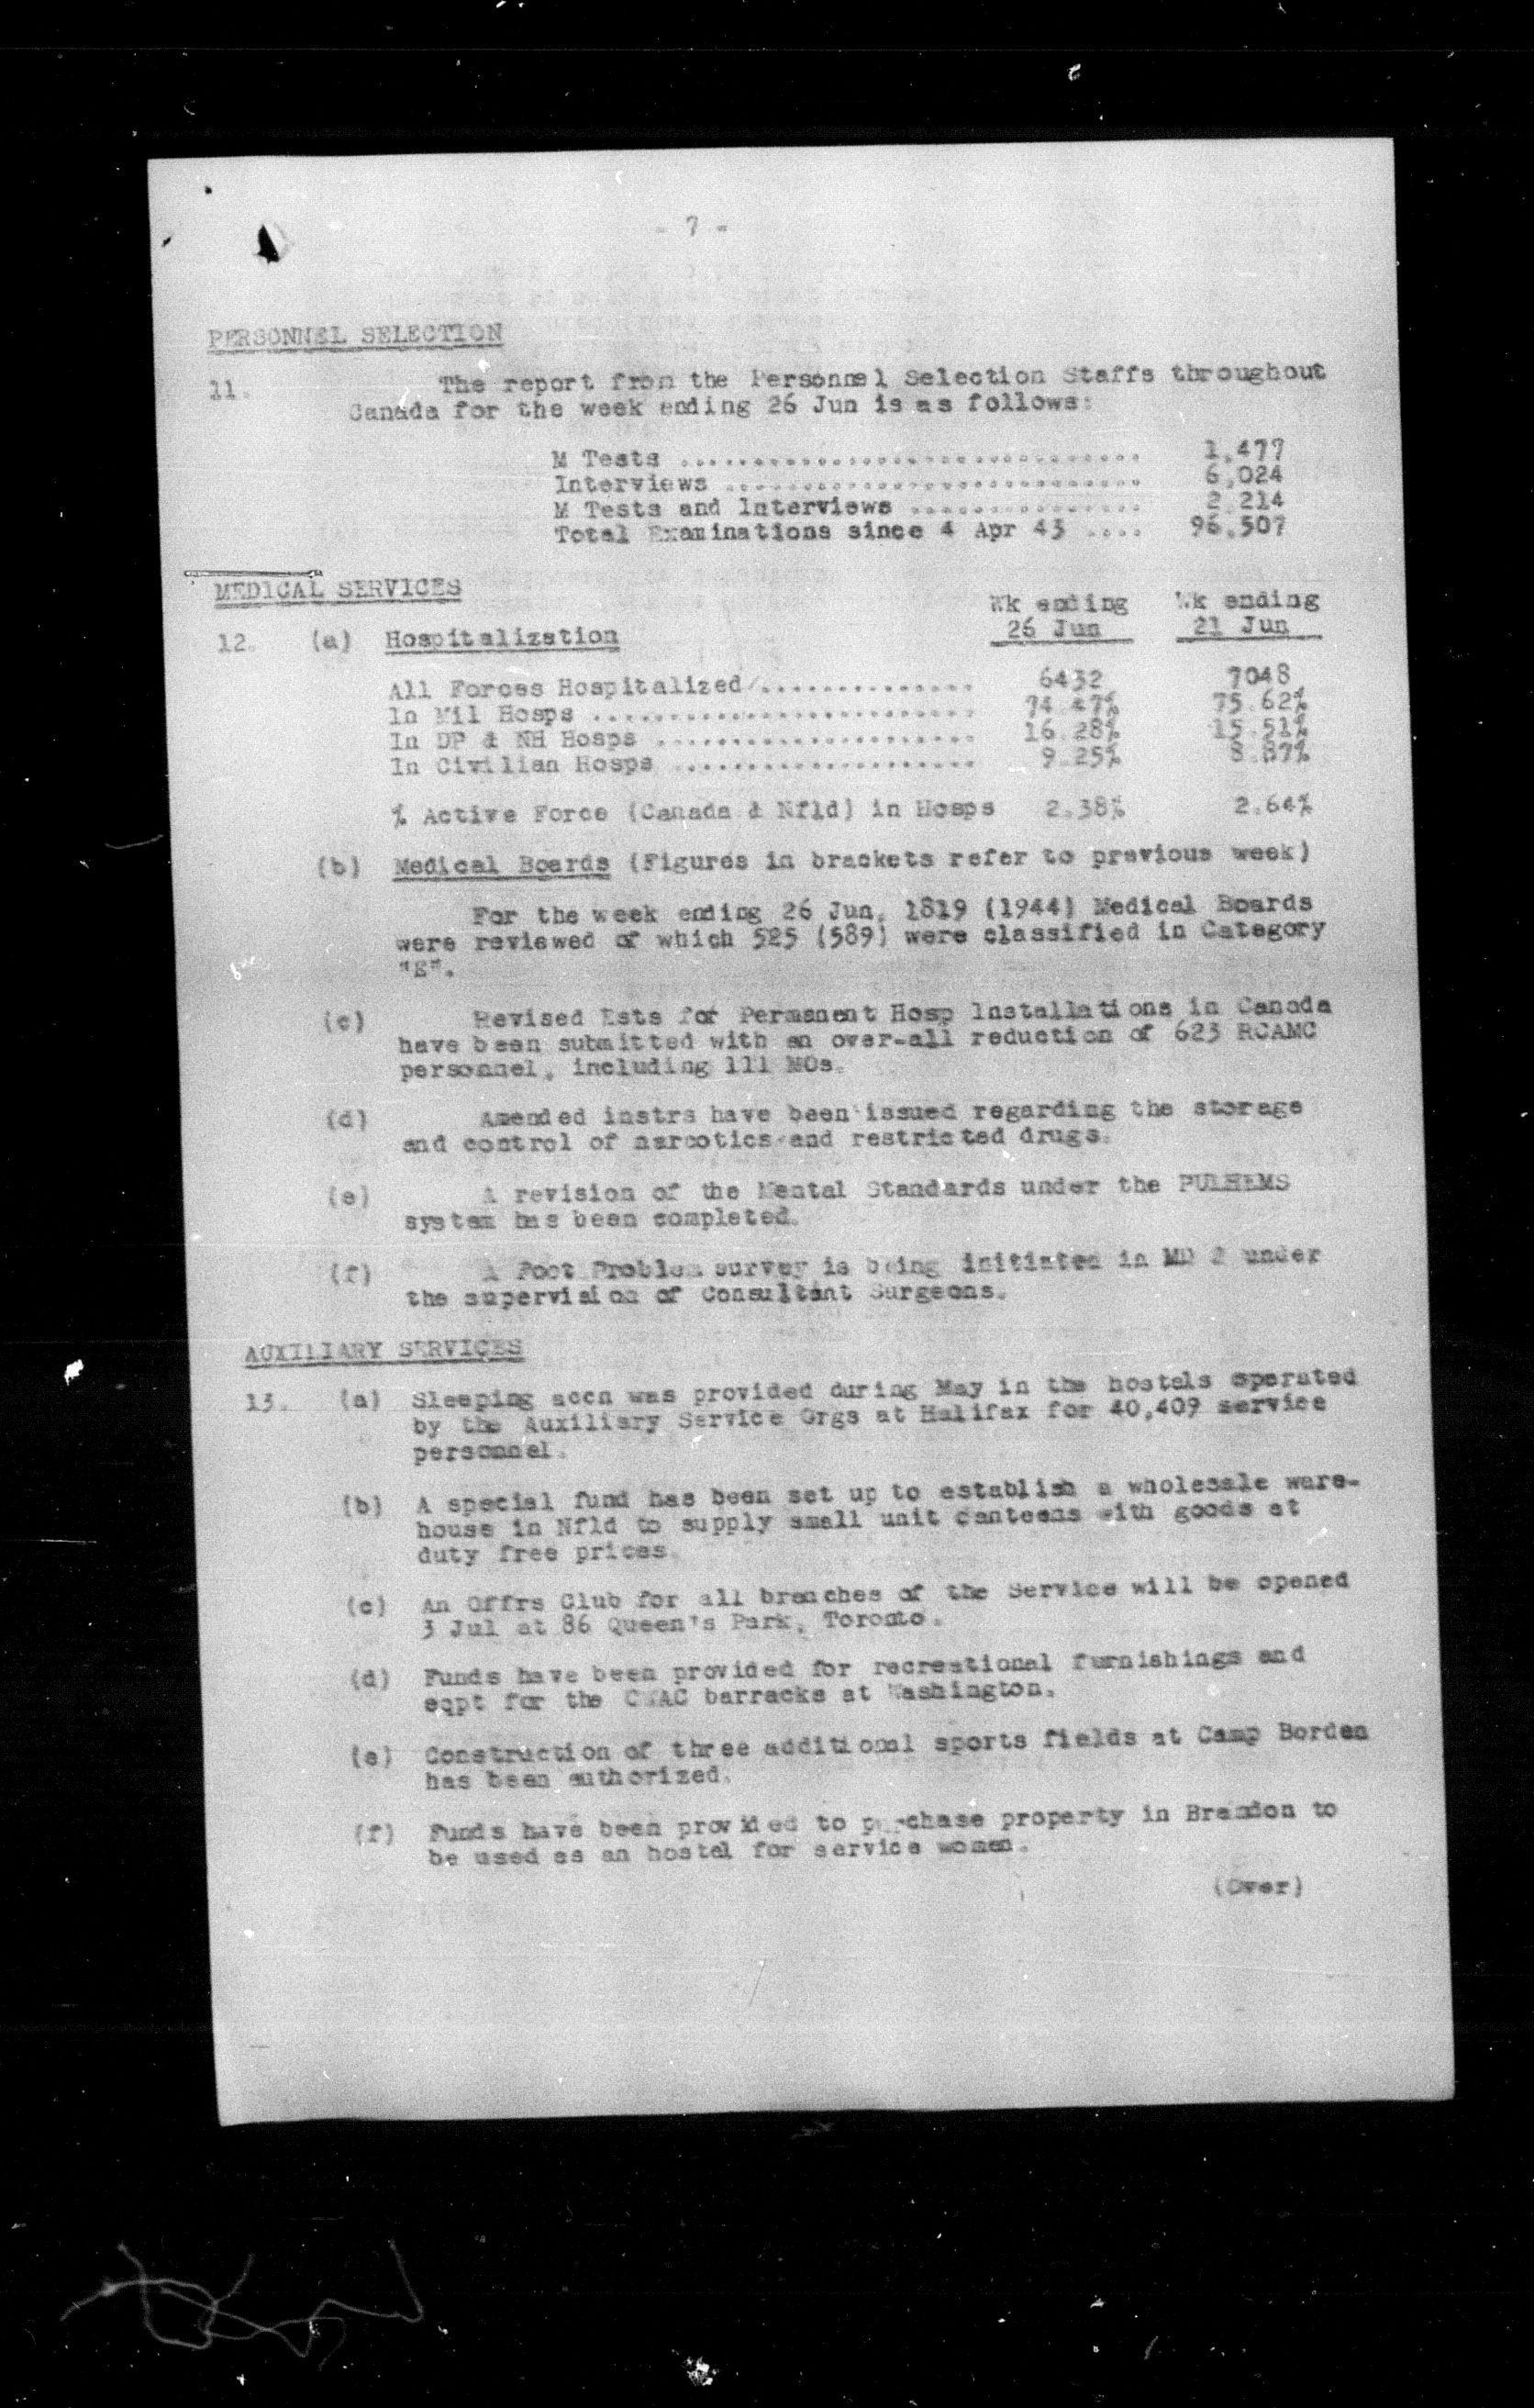 - 7 -
PERSONNEL SELECTION
11. The report from the Personnel Selection Staffs throughout
Canada for the week ending 26 Jun is as follows:
M Tests .............................. 1,477
Interviews ........................... 6,024
M Tests and Interviews ............... 2,214
Total Examinations since 4 Apr 43 .... 96,507
MEDICAL SERVICES
Wk ending Wk ending
12. (a) Hospitalization 26 Jun 21 Jun
All Forces Hospitalized .............. 6432 7048
In Mil Hosps ......................... 74.47% 75.62%
In DP & NH Hosps ..................... 16.28% 15.51%
In Civilian Hosps .................... 9.25% 8.87%
% Active Force (Canada & Nfld) in Hosps 2.38% 2.64%
(b) Medical Boards (Figures in brackets refer to previous week)
For the week ending 26 Jun, 1819 (1944) Medical Boards
were reviewed of which 525 (589) were classified in Category
"E".
(c) Revised Ests for Permanent Hosp Installations in Canada
have been submitted with an over-all reduction of 623 RCAMC
personnel, including 111 MOs.
(d) Amended instrs have been issued regarding the storage
and control of narcotics and restricted drugs.
(e) A revision of the Mental Standards under the PULHEMS
system has been completed.
(f) A Foot Problem survey is being initiated in MD 2 under
the supervision of Consultant Surgeons.
AUXILIARY SERVICES
13. (a) Sleeping accn was provided during May in the hostels operated
by the Auxiliary Service Orgs at Halifax for 40,409 service
personnel.
(b) A special fund has been set up to establish a wholesale ware-
house in Nfld to supply small unit canteens with goods at
duty free prices.
(c) An Offrs Club for all branches of the Service will be opened
3 Jul at 86 Queen's Park, Toronto.
(d) Funds have been provided for recreational furnishings and
eqpt for the CWAC barracks at Washington.
(e) Construction of three additional sports fields at Camp Borden
has been authorized.
(f) Funds have been provided to purchase property in Brandon to
be used as an hostel for service women.
(Over)